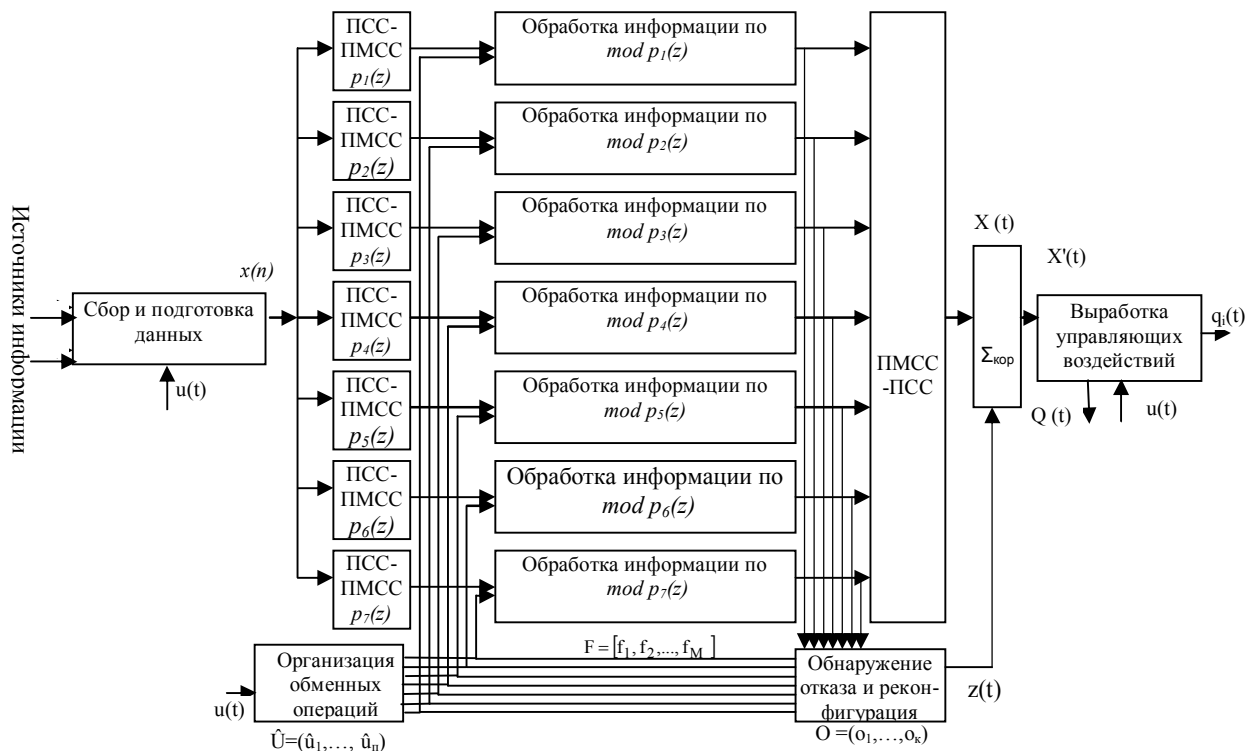 Источники информации
Сбор и подготовка
данных
u(t)
x(n)
ПСС-
ПМСС
p1(z)
ПСС-
ПМСС
p2(z)
ПСС-
ПМСС
p3(z)
ПСС-
ПМСС
p4(z)
ПСС-
ПМСС
p5(z)
ПСС-
ПМСС
p6(z)
ПСС-
ПМСС
p7(z)
Обработка информации по
mod p1(z)
Обработка информации по
mod p2(z)
Обработка информации по
mod p3(z)
Обработка информации по
mod p4(z)
Обработка информации по
mod p5(z)
Обработка информации по
mod p6(z)
Обработка информации по
mod p7(z)
ПМСС
-ПСС
X (t)
Σкор
X'(t)
Выработка
управляющих
воздействий
qi(t)
Q (t)
u(t)
F = [f1, f2,..., fM ]
Организация
обменных
операций
u(t)
Û=(û1,…, ûп)
Обнаружение
отказа и рекон-
фигурация
z(t)
O =(o1,…,oк)